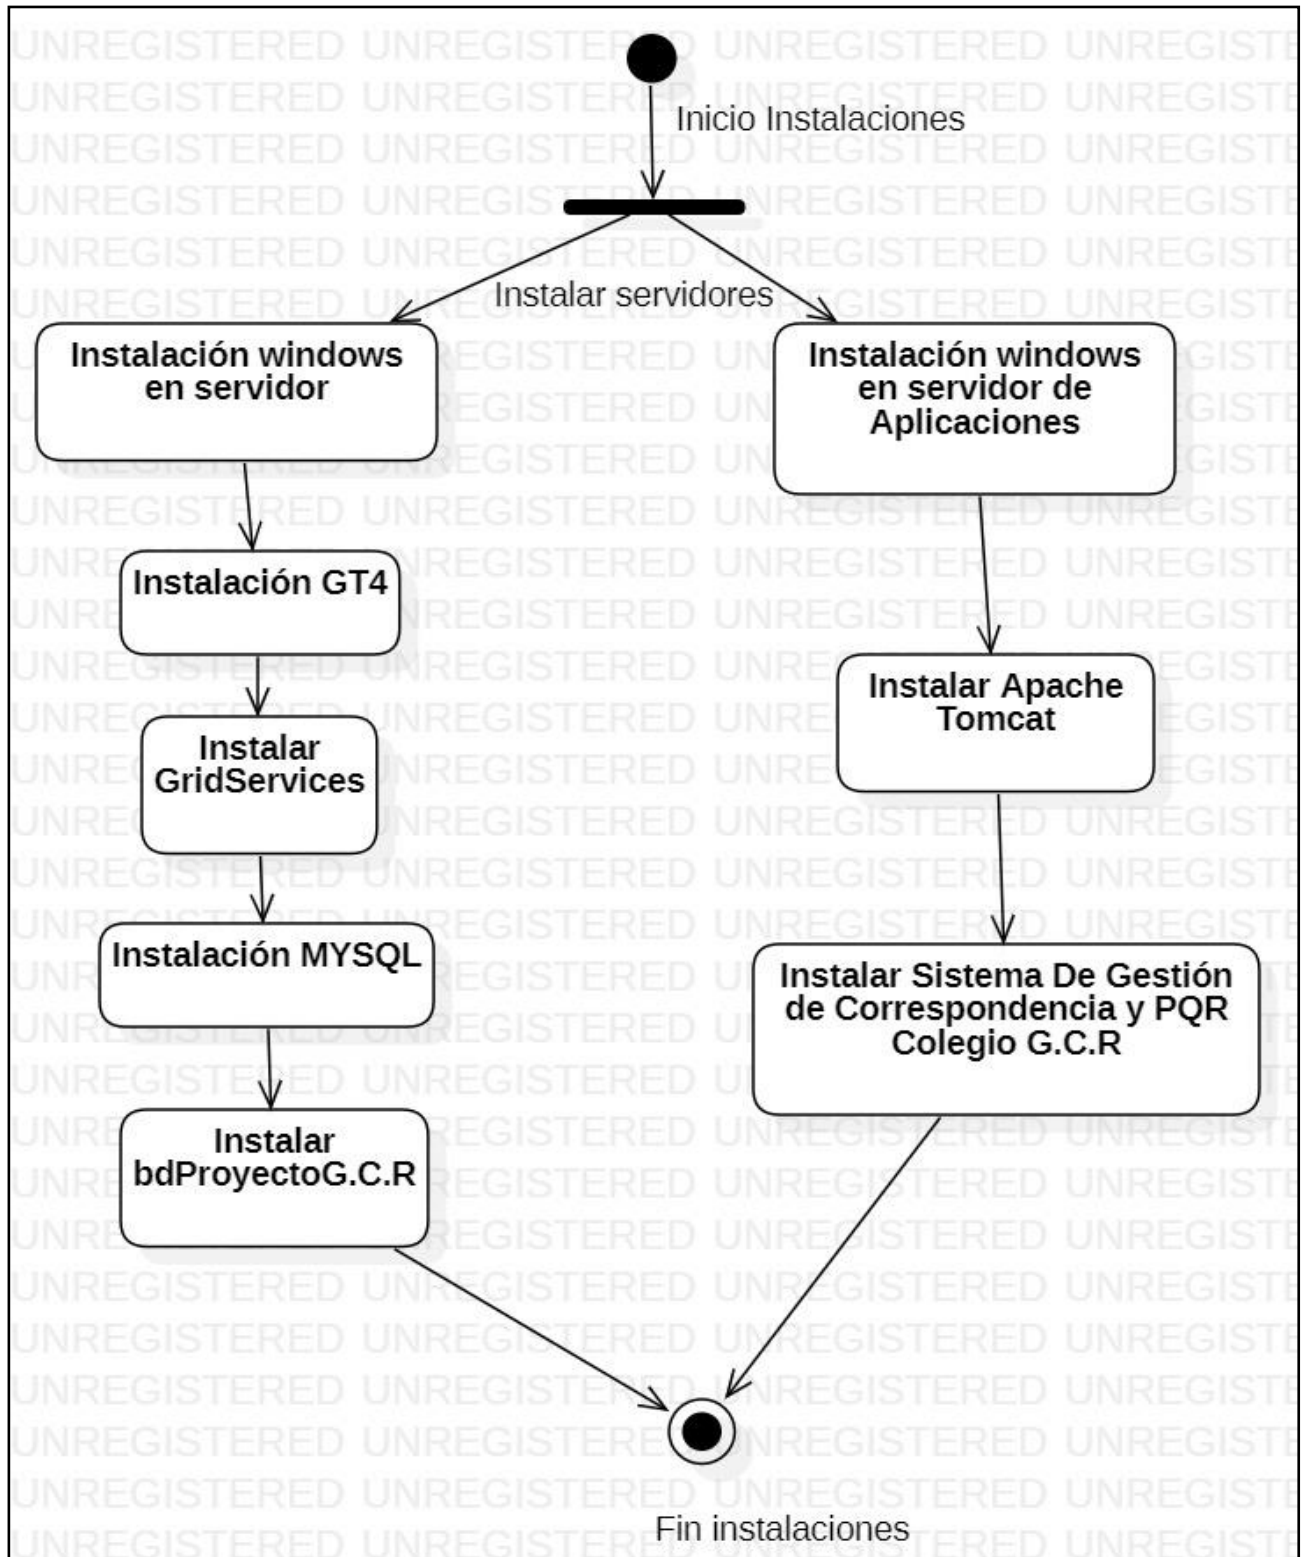 Inicio Instalaciones
Instalar servidores
Instalación windows
en servidor
Instalación GT4
Instalar
GridServices
Instalación MYSQL
Instalar
bdProyectoG.C.R
Instalación windows
en servidor de
Aplicaciones
Instalar Apache
Tomcat
Instalar Sistema De Gestión
de Correspondencia y PQR
Colegio G.C.R
Fin instalaciones
UNREGISTERED